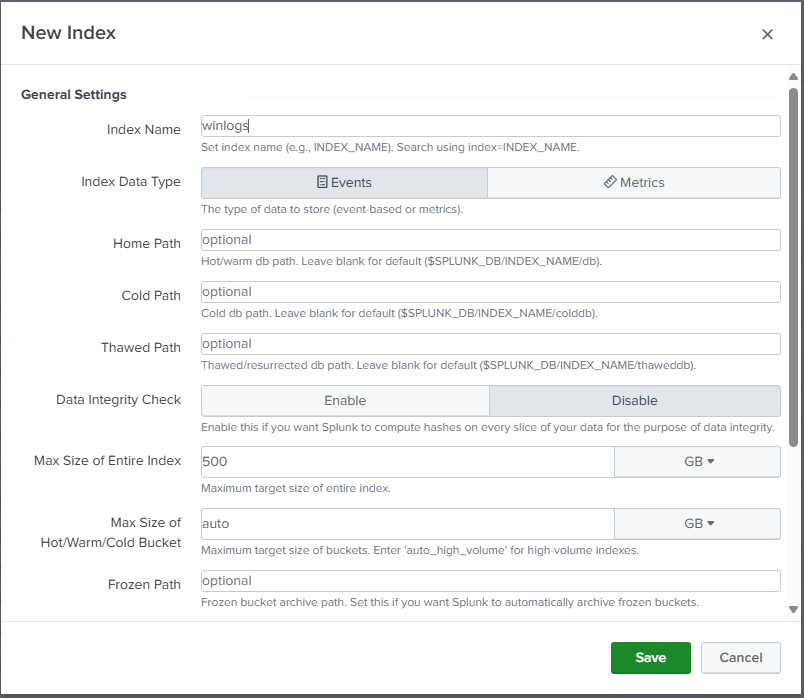 New Index
General Settings
Index Name
winlogs
Set index name (e.g., INDEX_NAME). Search using index=INDEX_NAME.
Index Data Type
Events
Metrics
The type of data to store (event-based or metrics).
Home Path
optional
Hot/warm db path. Leave blank for default ($SPLUNK_DB/INDEX_NAME/db).
Cold Path
optional
Cold db path. Leave blank for default ($SPLUNK_DB/INDEX_NAME/colddb).
Thawed Path
optional
Thawed/resurrected db path. Leave blank for default ($SPLUNK_DB/INDEX_NAME/thaweddb).
Data Integrity Check
Enable
Disable
Enable this if you want Splunk to compute hashes on every slice of your data for the purpose of data integrity.
Max Size of Entire Index
500
GB
Maximum target size of entire index.
Max Size of
Hot/Warm/Cold Bucket
auto
GB
Maximum target size of buckets. Enter 'auto_high_volume' for high-volume indexes.
Frozen Path
optional
Frozen bucket archive path. Set this if you want Splunk to automatically archive frozen buckets.
Save
Cancel